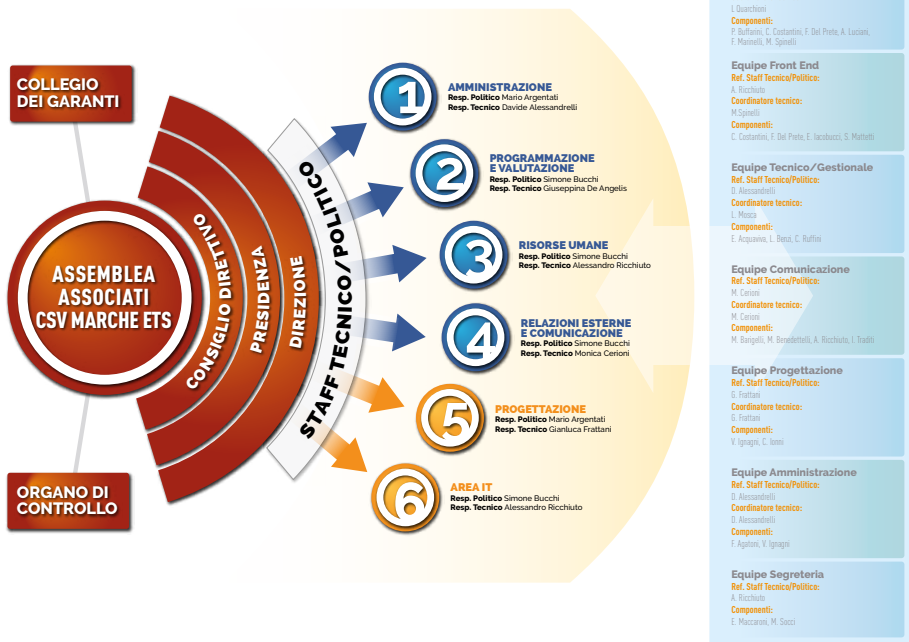 COLLEGIO
DEI GARANTI
ASSEMBLEA
ASSOCIATI
CSV MARCHE ETS
ORGANO DI
CONTROLLO
CONSIGLIO DIRETTIVO
PRESIDENZA
DIREZIONE
STAFF TECNICO/POLITICO
1
AMMINISTRAZIONE
Resp. Politico Mario Argentati
Resp. Tecnico Davide Alessandrelli
2
PROGRAMMAZIONE
E VALUTAZIONE
Resp. Politico Simone Bucchi
Resp. Tecnico Giuseppina De Angelis
3
RISORSE UMANE
Resp. Politico Simone Bucchi
Resp. Tecnico Alessandro Ricchiuto
4
RELAZIONI ESTERNE
E COMUNICAZIONE
Resp. Politico Simone Bucchi
Resp. Tecnico Monica Cerioni
5
PROGETTAZIONE
Resp. Politico Mario Argentati
Resp. Tecnico Gianluca Frattani
6
AREA IT
Resp. Politico Simone Bucchi
Resp. Tecnico Alessandro Ricchiuto
Quarchioni
Componenti:
P. Buffarini, C. Costantini, F. Del Prete, A. Luciani,
F. Marinelli, M. Spinelli
Equipe Front End
Ref. Staff Tecnico/Politico:
A. Ricchiuto
Coordinatore tecnico:
M.Spinelli
Componenti:
C. Costantini, F. Del Prete, E. Iacobucci, S. Mattetti
Equipe Tecnico/Gestionale
Ref. Staff Tecnico/Politico:
D. Alessandrelli
Coordinatore tecnico:
L. Mosca
Componenti:
E. Acquaviva, L. Benzi, C. Ruffini
Equipe Comunicazione
Ref. Staff Tecnico/Politico:
M. Cerioni
Coordinatore tecnico:
M. Cerioni
Componenti:
M. Barigelli, M. Benedettelli, A. Ricchiuto, I. Traditi
Equipe Progettazione
Ref. Staff Tecnico/Politico:
G. Frattani
Coordinatore tecnico:
G. Frattani
Componenti:
V. Ignagni, C. Ionni
Equipe Amministrazione
Ref. Staff Tecnico/Politico:
D. Alessandrelli
Coordinatore tecnico:
D. Alessandrelli
Componenti:
F. Agatoni, V. Ignagni
Equipe Segreteria
Ref. Staff Tecnico/Politico:
A. Ricchiuto
Componenti:
E. Maccaroni, M. Socci